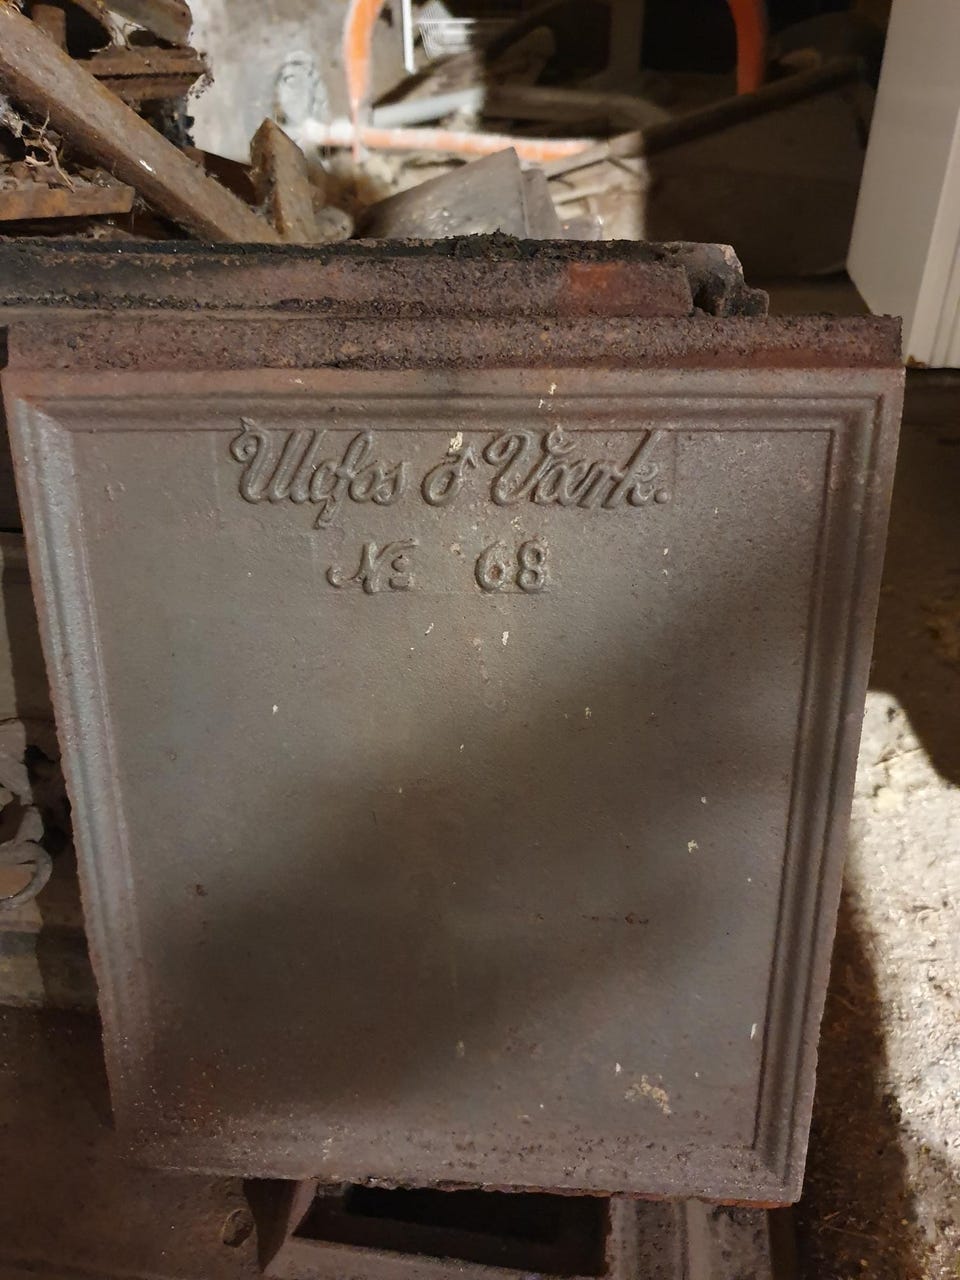 Ulefos ♂ Værk.
№ 68